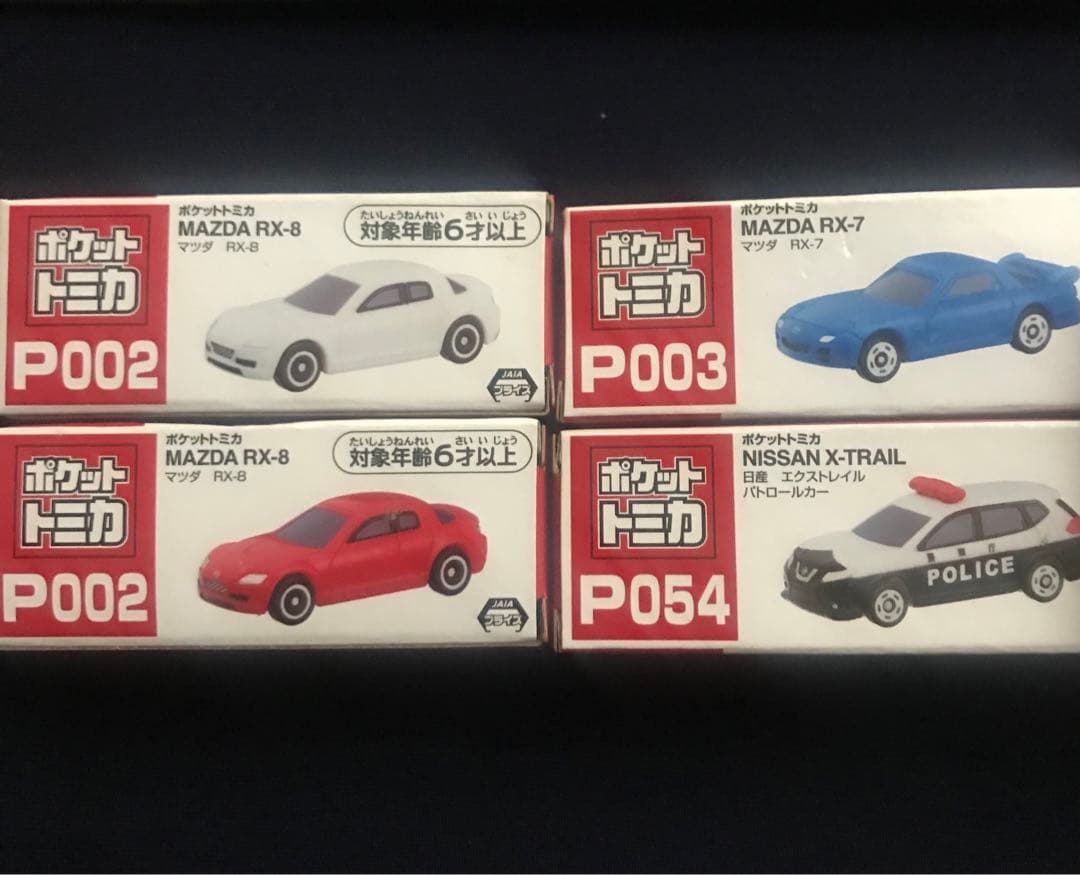 ポケット
トミカ
P002
ポケットトミカ
MAZDA RX-8
マツダ RX-8
たいしょうねんれい さい い じょう
対象年齢6才以上
JAIA
プライズ
ポケット
トミカ
P003
ポケットトミカ
MAZDA RX-7
マツダ RX-7
ポケット
トミカ
P002
ポケットトミカ
MAZDA RX-8
マツダ RX-8
たいしょうねんれい さい い じょう
対象年齢6才以上
JAIA
プライズ
ポケット
トミカ
P054
ポケットトミカ
NISSAN X-TRAIL
日産 エクストレイル
パトロールカー
警視庁
POLICE